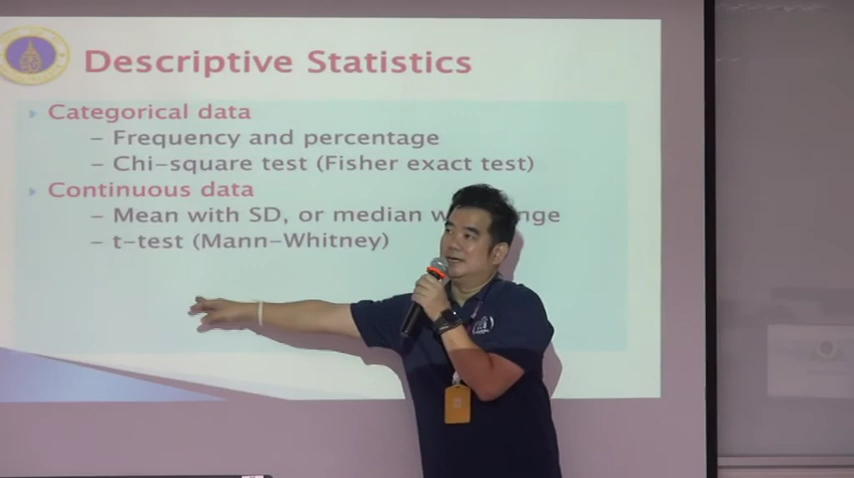 Descriptive Statistics
Categorical data
– Frequency and percentage
– Chi-square test (Fisher exact test)
Continuous data
– Mean with SD, or median w nge
– t-test (Mann-Whitney)